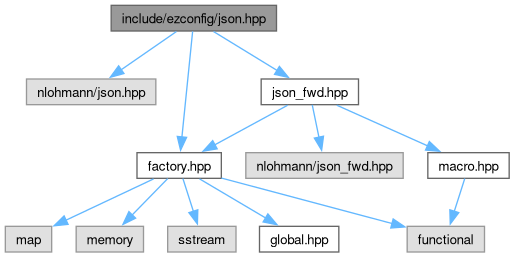 include/ezconfig/json.hpp
nlohmann/json.hpp
json_fwd.hpp
factory.hpp
nlohmann/json_fwd.hpp
macro.hpp
map
memory
sstream
global.hpp
functional